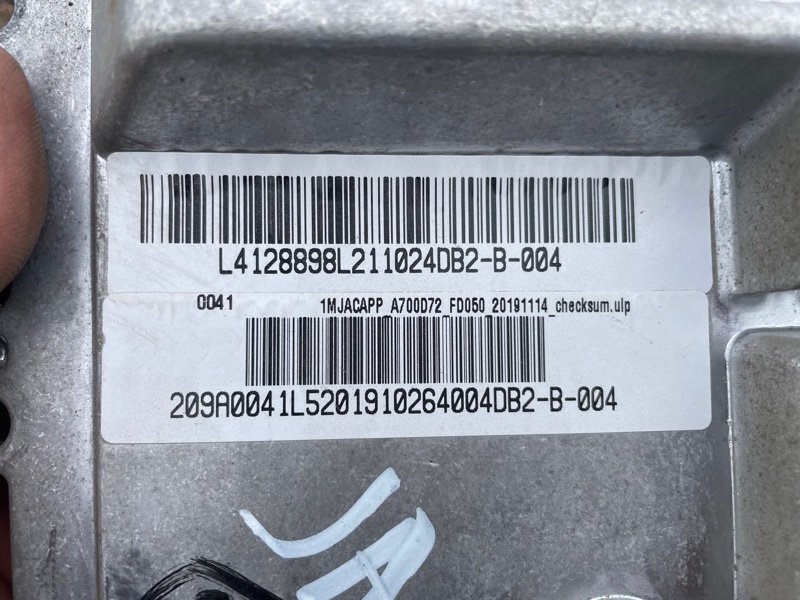 L4128898L211024DB2-B-004
0041 1MJACAPP_A700D72_FD050_20191114_checksum.ulp
209A0041L5201910264004DB2-B-004